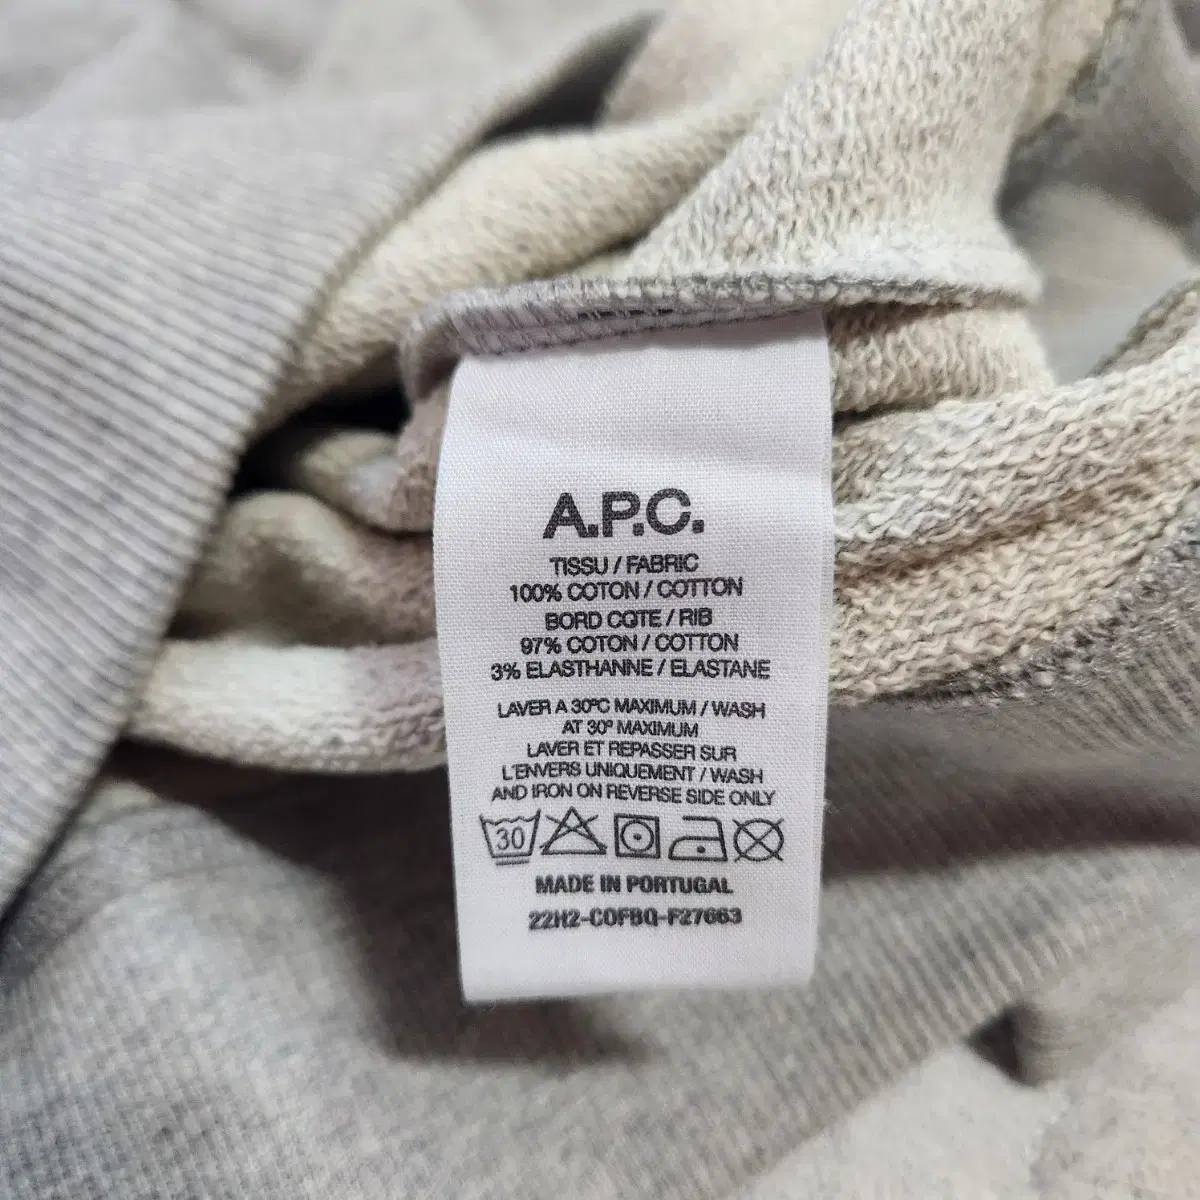 A.P.C.
TISSU / FABRIC
100% COTON / COTTON
BORD COTE / RIB
97% COTON / COTTON
3% ELASTHANNE / ELASTANE
LAVER A 30°C MAXIMUM / WASH
AT 30° MAXIMUM
LAVER ET REPASSER SUR
L'ENVERS UNIQUEMENT / WASH
AND IRON ON REVERSE SIDE ONLY
30
MADE IN PORTUGAL
22H2-COFBQ-F27663